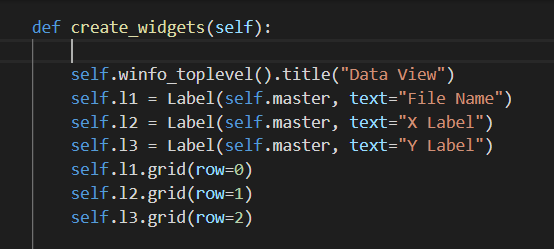 def create_widgets(self):
self.winfo_toplevel().title("Data View")
self.l1 = Label(self.master, text="File Name")
self.l2 = Label(self.master, text="X Label")
self.l3 = Label(self.master, text="Y Label")
self.l1.grid(row=0)
self.l2.grid(row=1)
self.l3.grid(row=2)